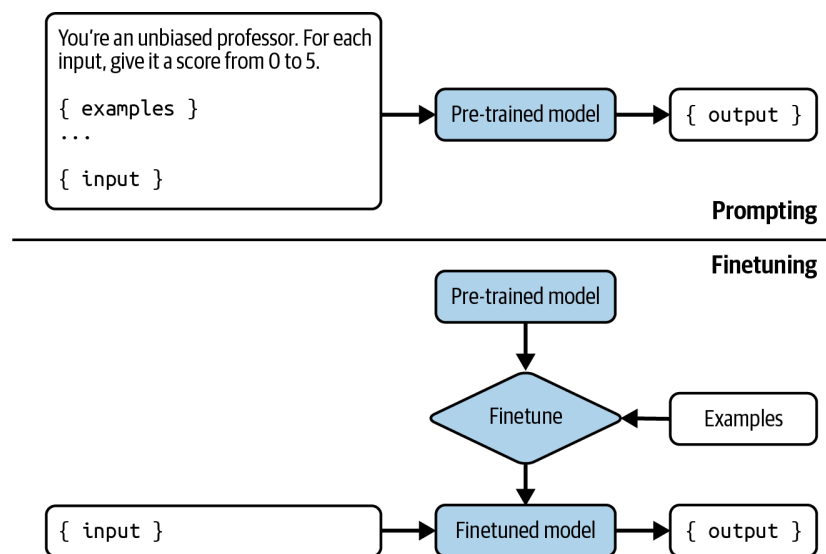 You're an unbiased professor. For each
input, give it a score from 0 to 5.
{ examples }
...
{ input }
Pre-trained model
{ output }
Prompting
Finetuning
Pre-trained model
Finetune
Examples
{ input }
Finetuned model
{ output }